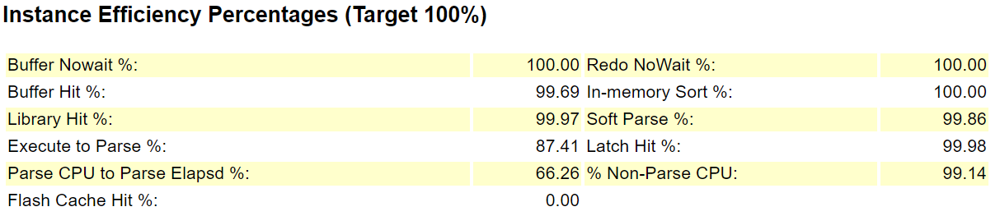 Instance Efficiency Percentages (Target 100%)
Buffer Nowait %: 100.00 Redo NoWait %: 100.00
Buffer Hit %: 99.69 In-memory Sort %: 100.00
Library Hit %: 99.97 Soft Parse %: 99.86
Execute to Parse %: 87.41 Latch Hit %: 99.98
Parse CPU to Parse Elapsd %: 66.26 % Non-Parse CPU: 99.14
Flash Cache Hit %: 0.00